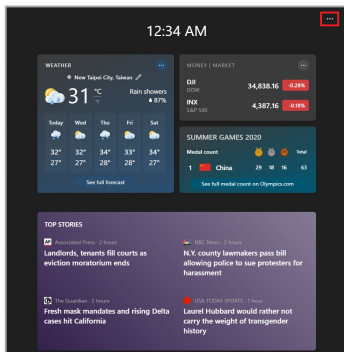 12:34 AM
WEATHER
New Taipei City, Taiwan
31 °C
°F
Rain showers
87%
Today Wed Thu Fri Sat
32° 32° 34° 33° 34°
27° 27° 28° 28° 27°
See full forecast
MONEY | MARKET
DJI
DOW
34,838.16 -0.28%
INX
S&P 500
4,387.16 -0.18%
SUMMER GAMES 2020
Medal count Total
1 China 29 18 16 63
See full medal count on Olympics.com
TOP STORIES
AP Associated Press · 2 hours
Landlords, tenants fill courts as
eviction moratorium ends
NBC News · 2 hours
N.Y. county lawmakers pass bill
allowing police to sue protesters for
harassment
The Guardian · 2 hours
Fresh mask mandates and rising Delta
cases hit California
USA TODAY SPORTS · 1 hour
Laurel Hubbard would rather not
carry the weight of transgender
history